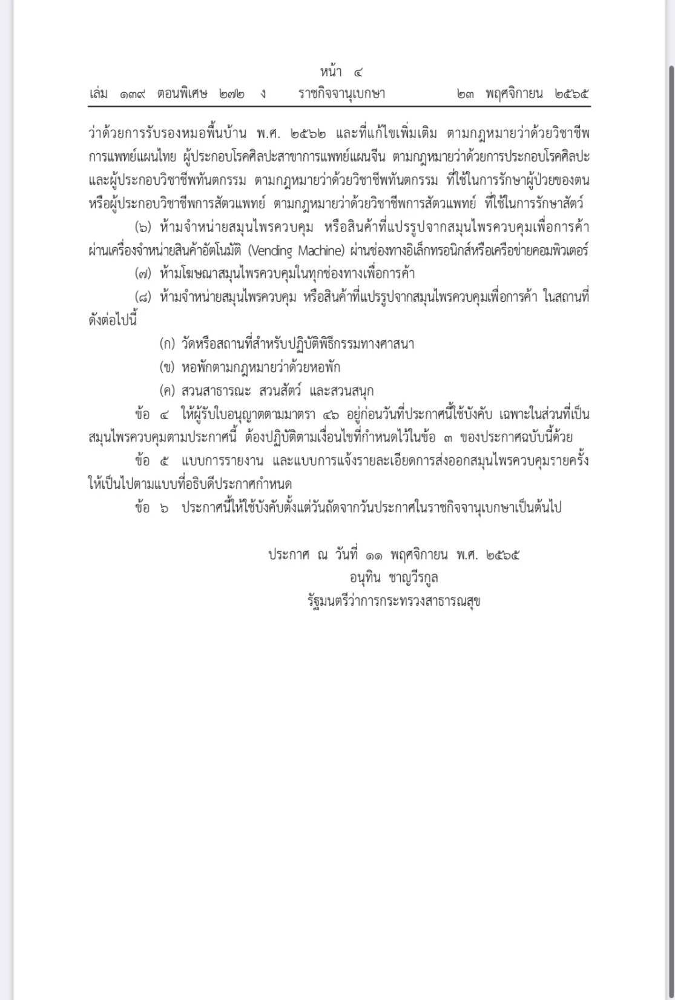 หน้า ๔
เล่ม ๑๓๙ ตอนพิเศษ ๒๗๒ ง ราชกิจจานุเบกษา ๒๓ พฤศจิกายน ๒๕๖๕
ว่าด้วยการรับรองหมอพื้นบ้าน พ.ศ. ๒๕๖๒ และที่แก้ไขเพิ่มเติม ตามกฎหมายว่าด้วยวิชาชีพ
การแพทย์แผนไทย ผู้ประกอบโรคศิลปะสาขาการแพทย์แผนจีน ตามกฎหมายว่าด้วยการประกอบโรคศิลปะ
และผู้ประกอบวิชาชีพทันตกรรม ตามกฎหมายว่าด้วยวิชาชีพทันตกรรม ที่ใช้ในการรักษาผู้ป่วยของตน
หรือผู้ประกอบวิชาชีพการสัตวแพทย์ ตามกฎหมายว่าด้วยวิชาชีพการสัตวแพทย์ ที่ใช้ในการรักษาสัตว์
(๖) ห้ามจำหน่ายสมุนไพรควบคุม หรือสินค้าที่แปรรูปจากสมุนไพรควบคุมเพื่อการค้า
ผ่านเครื่องจำหน่ายสินค้าอัตโนมัติ (Vending Machine) ผ่านช่องทางอิเล็กทรอนิกส์หรือเครือข่ายคอมพิวเตอร์
(๗) ห้ามโฆษณาสมุนไพรควบคุมในทุกช่องทางเพื่อการค้า
(๘) ห้ามจำหน่ายสมุนไพรควบคุม หรือสินค้าที่แปรรูปจากสมุนไพรควบคุมเพื่อการค้า ในสถานที่
ดังต่อไปนี้
(ก) วัดหรือสถานที่สำหรับปฏิบัติพิธีกรรมทางศาสนา
(ข) หอพักตามกฎหมายว่าด้วยหอพัก
(ค) สวนสาธารณะ สวนสัตว์ และสวนสนุก
ข้อ ๔ ให้ผู้รับใบอนุญาตตามมาตรา ๔๖ อยู่ก่อนวันที่ประกาศนี้ใช้บังคับ เฉพาะในส่วนที่เป็น
สมุนไพรควบคุมตามประกาศนี้ ต้องปฏิบัติตามเงื่อนไขที่กำหนดไว้ในข้อ ๓ ของประกาศฉบับนี้ด้วย
ข้อ ๕ แบบการรายงาน และแบบการแจ้งรายละเอียดการส่งออกสมุนไพรควบคุมรายครั้ง
ให้เป็นไปตามแบบที่อธิบดีประกาศกำหนด
ข้อ ๖ ประกาศนี้ให้ใช้บังคับตั้งแต่วันถัดจากวันประกาศในราชกิจจานุเบกษาเป็นต้นไป
ประกาศ ณ วันที่ ๑๑ พฤศจิกายน พ.ศ. ๒๕๖๕
อนุทิน ชาญวีรกูล
รัฐมนตรีว่าการกระทรวงสาธารณสุข